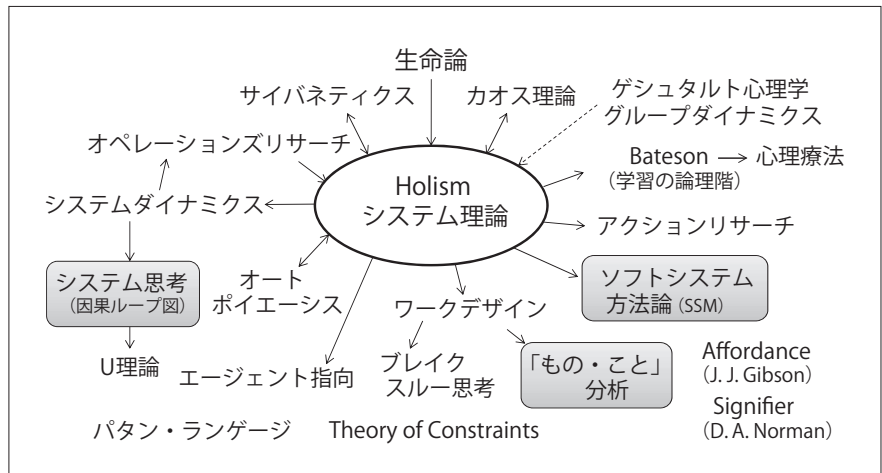 生命論
サイバネティクス
カオス理論
ゲシュタルト心理学
グループダイナミクス
オペレーションズリサーチ
Bateson → 心理療法
(学習の論理階)
Holism
システム理論
システムダイナミクス
アクションリサーチ
システム思考
(因果ループ図)
オート
ポイエーシス
ワークデザイン
ソフトシステム
方法論(SSM)
U理論
エージェント指向
ブレイク
スルー思考
「もの・こと」
分析
Affordance
(J. J. Gibson)
Signifier
(D. A. Norman)
パタン・ランゲージ
Theory of Constraints